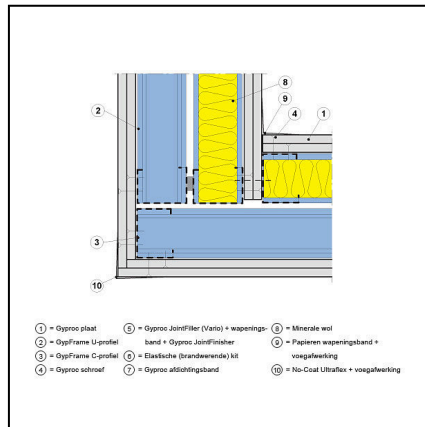 8
9
2
4
1
3
10
1 = Gyproc plaat
2 = GypFrame U-profiel
3 = GypFrame C-profiel
4 = Gyproc schroef
5 = Gyproc JointFiller (Vario) + wapenings-
band + Gyproc JointFinisher
6 = Elastische (brandwerende) kit
7 = Gyproc afdichtingsband
8 = Minerale wol
9 = Papieren wapeningsband +
voegafwerking
10 = No-Coat Ultraflex + voegafwerking